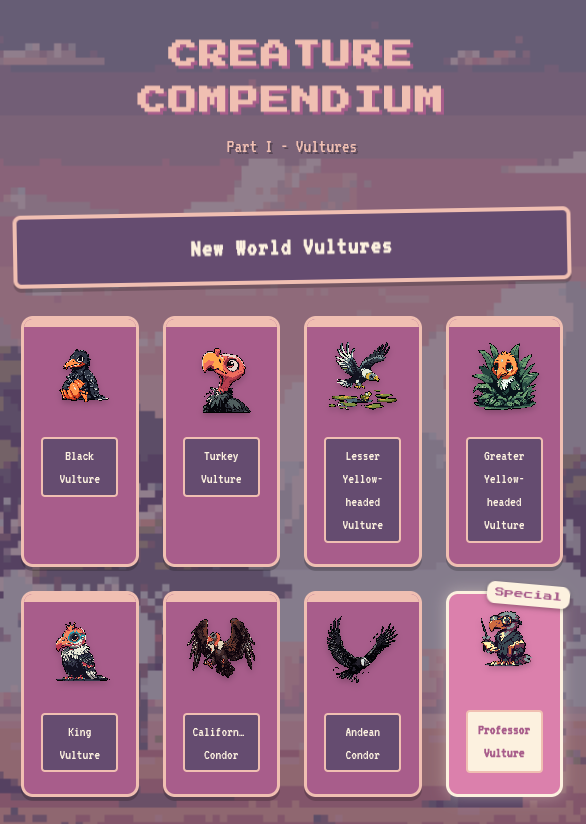 CREATURE
COMPENDIUM
Part I - Vultures
New World Vultures
Black
Vulture
Turkey
Vulture
Lesser
Yellow-
headed
Vulture
Greater
Yellow-
headed
Vulture
King
Vulture
Californ…
Condor
Andean
Condor
Special
Professor
Vulture